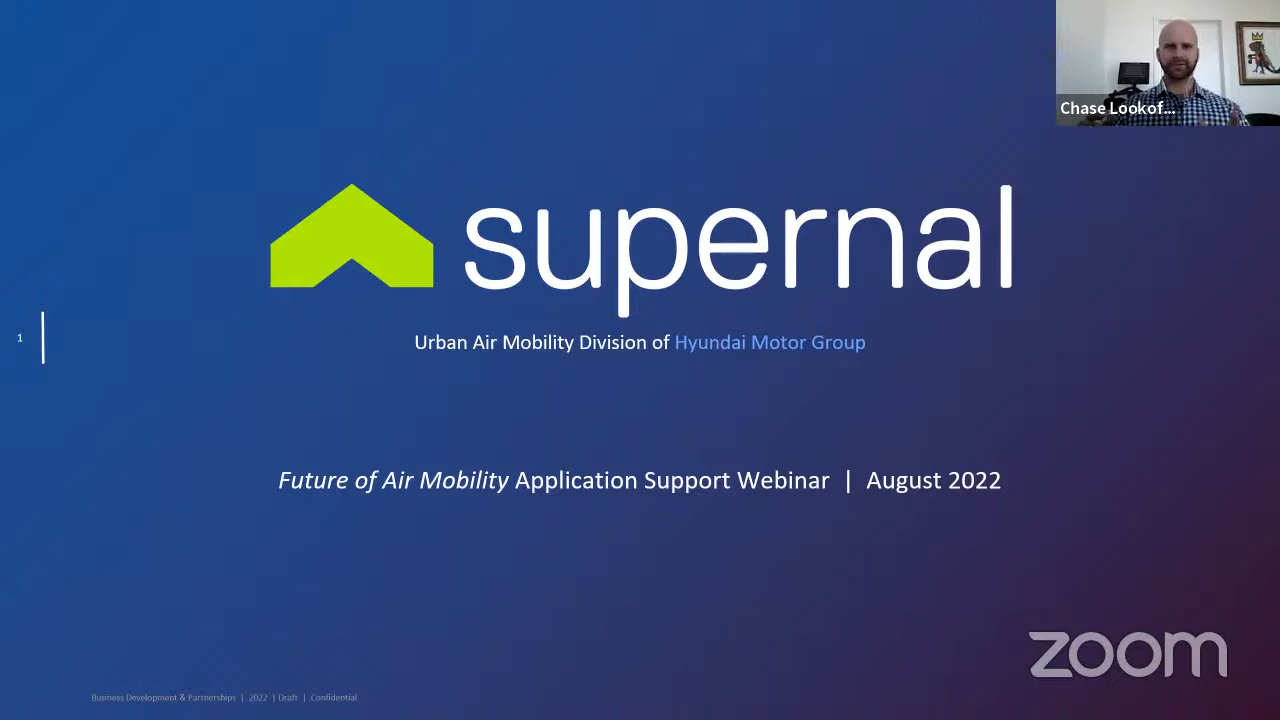 Chase Lookof...
supernal
1
Urban Air Mobility Division of Hyundai Motor Group
Future of Air Mobility Application Support Webinar | August 2022
zoom
Business Development & Partnerships | 2022 | Draft | Confidential